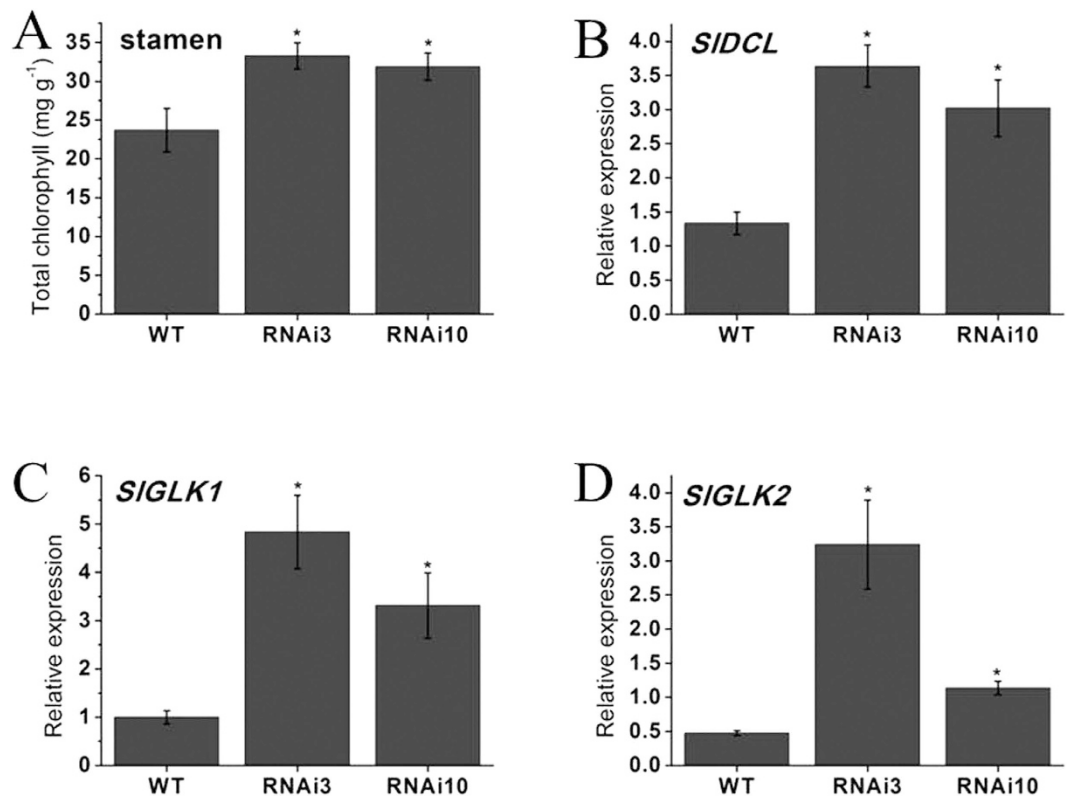 A
stamen
Total chlorophyll (mg g⁻¹)
35
30
25
20
15
10
5
0
*
*
WT RNAi3 RNAi10
B
SlDCL
Relative expression
4.0
3.5
3.0
2.5
2.0
1.5
1.0
0.5
0.0
*
*
WT RNAi3 RNAi10
C
SlGLK1
Relative expression
6
5
4
3
2
1
0
*
*
WT RNAi3 RNAi10
D
SlGLK2
Relative expression
4.0
3.5
3.0
2.5
2.0
1.5
1.0
0.5
0.0
*
*
WT RNAi3 RNAi10